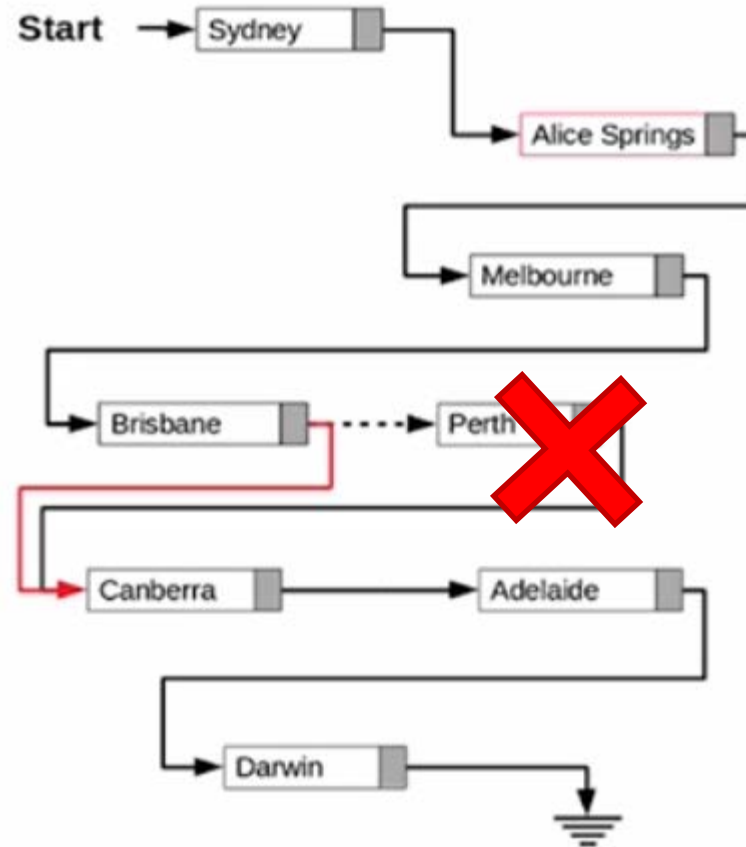 Start
Sydney
Alice Springs
Melbourne
Brisbane
Perth
Canberra
Adelaide
Darwin